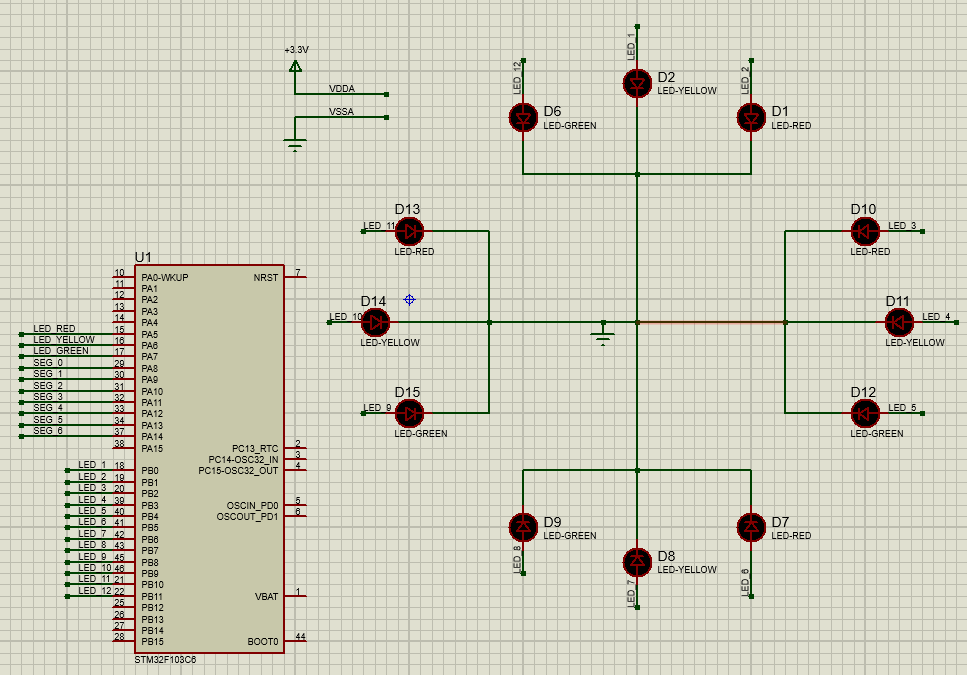 +3.3V
VDDA
VSSA
LED_12
D6
LED-GREEN
LED_1
D2
LED-YELLOW
LED_2
D1
LED-RED
D13
LED_11
LED-RED
D14
LED_10
LED-YELLOW
D15
LED_9
LED-GREEN
D10
LED_3
LED-RED
D11
LED_4
LED-YELLOW
D12
LED_5
LED-GREEN
D9
LED-GREEN
LED_8
D8
LED-YELLOW
LED_7
D7
LED-RED
LED_6
U1
10 PA0-WKUP NRST 7
11 PA1
12 PA2
13 PA3
14 PA4
LED_RED 15 PA5
LED_YELLOW 16 PA6
LED_GREEN 17 PA7
SEG_0 29 PA8
SEG_1 30 PA9
SEG_2 31 PA10
SEG_3 32 PA11
SEG_4 33 PA12
SEG_5 34 PA13
SEG_6 37 PA14
38 PA15 PC13_RTC 2
PC14-OSC32_IN 3
LED_1 18 PB0 PC15-OSC32_OUT 4
LED_2 19 PB1
LED_3 20 PB2
LED_4 39 PB3 OSCIN_PD0 5
LED_5 40 PB4 OSCOUT_PD1 6
LED_6 41 PB5
LED_7 42 PB6
LED_8 43 PB7
LED_9 45 PB8
LED_10 46 PB9
LED_11 21 PB10
LED_12 22 PB11 VBAT 1
25 PB12
26 PB13
27 PB14
28 PB15 BOOT0 44
STM32F103C6